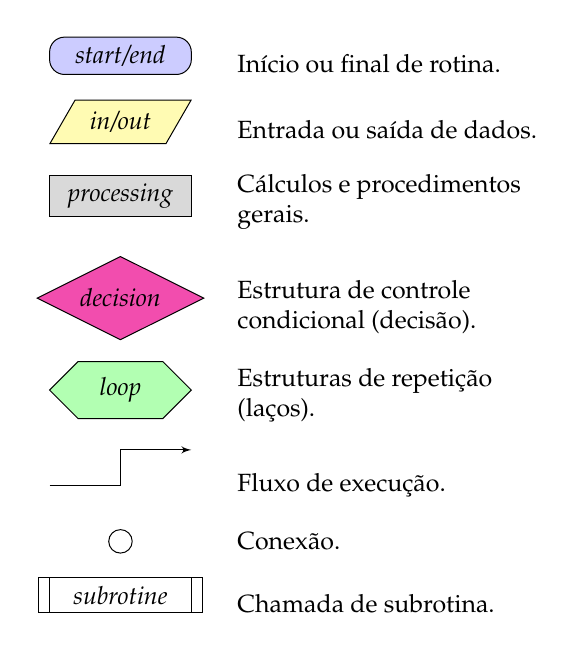 start/end
Início ou final de rotina.
in/out
Entrada ou saída de dados.
processing
Cálculos e procedimentos
gerais.
decision
Estrutura de controle
condicional (decisão).
loop
Estruturas de repetição
(laços).
Fluxo de execução.
Conexão.
subrotine
Chamada de subrotina.